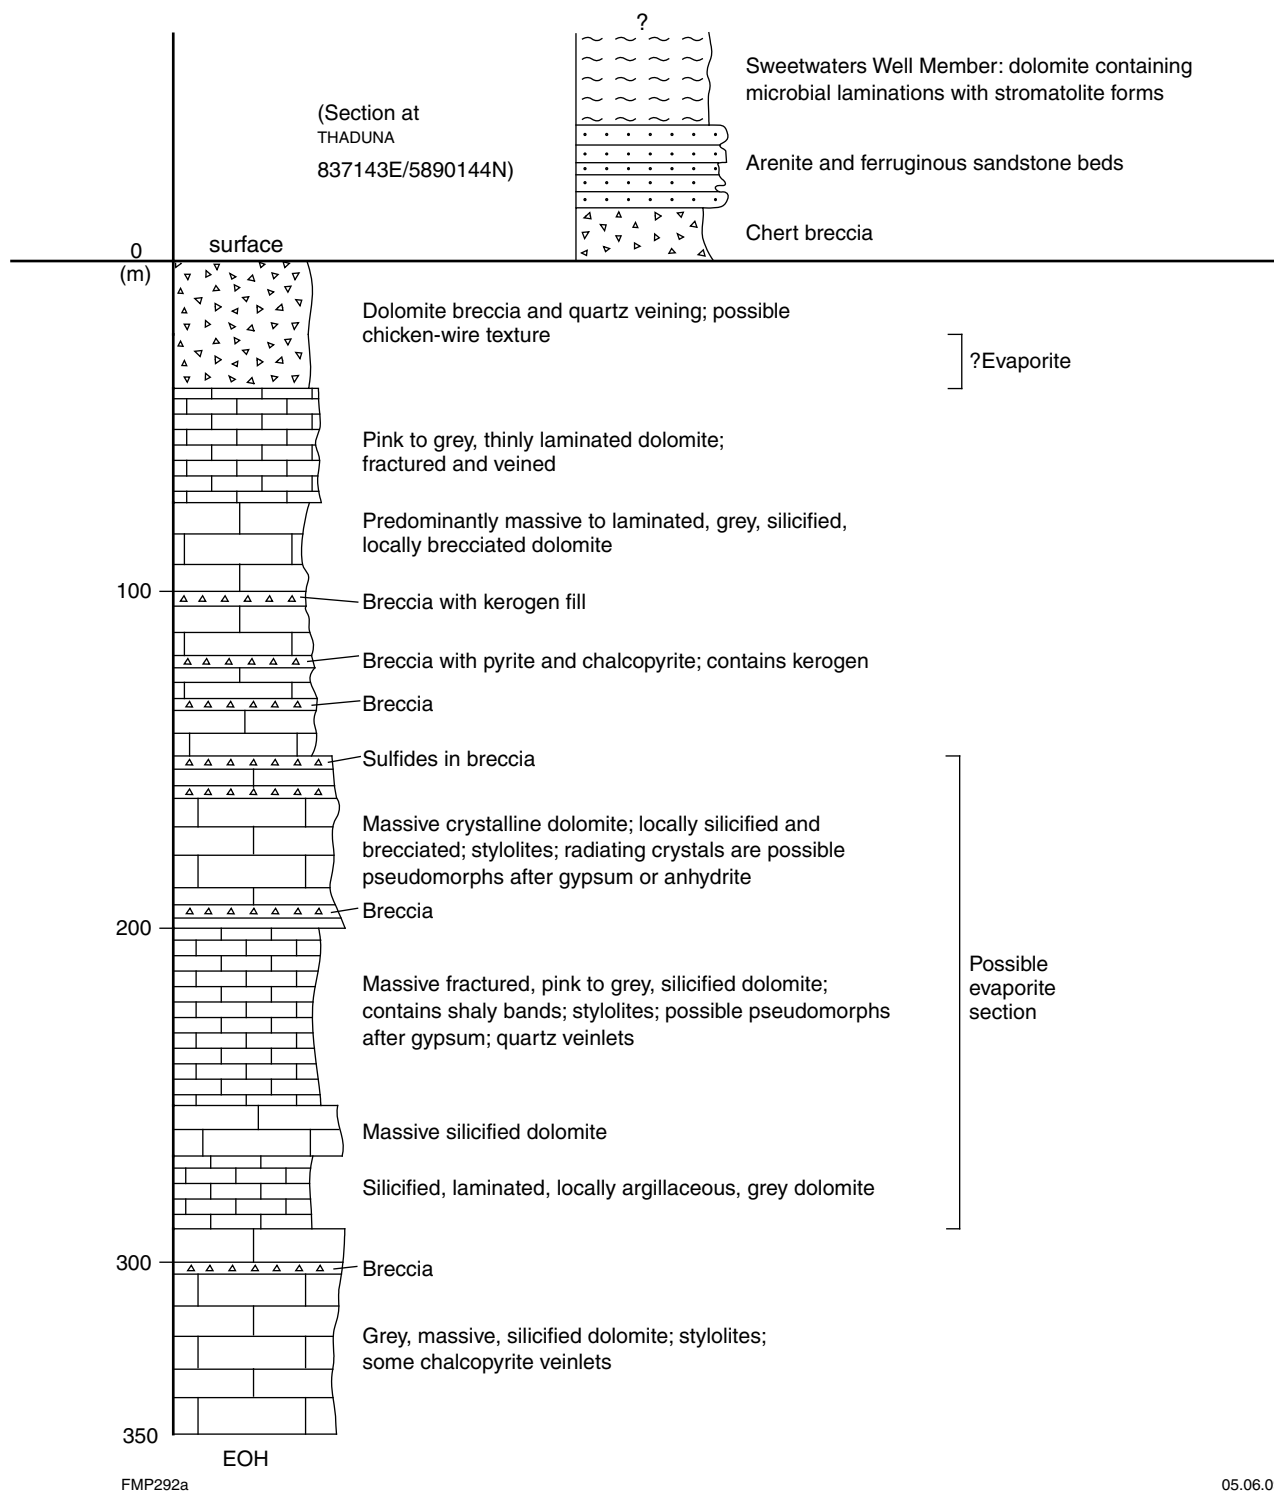 ?
Sweetwaters Well Member: dolomite containing
microbial laminations with stromatolite forms
(Section at
THADUNA
837143E/5890144N)
Arenite and ferruginous sandstone beds
Chert breccia
0
(m)
surface
Dolomite breccia and quartz veining; possible
chicken-wire texture
?Evaporite
Pink to grey, thinly laminated dolomite;
fractured and veined
Predominantly massive to laminated, grey, silicified,
locally brecciated dolomite
100
Breccia with kerogen fill
Breccia with pyrite and chalcopyrite; contains kerogen
Breccia
Sulfides in breccia
Massive crystalline dolomite; locally silicified and
brecciated; stylolites; radiating crystals are possible
pseudomorphs after gypsum or anhydrite
Breccia
200
Massive fractured, pink to grey, silicified dolomite;
contains shaly bands; stylolites; possible pseudomorphs
after gypsum; quartz veinlets
Possible
evaporite
section
Massive silicified dolomite
Silicified, laminated, locally argillaceous, grey dolomite
300
Breccia
Grey, massive, silicified dolomite; stylolites;
some chalcopyrite veinlets
350
EOH
FMP292a
05.06.0